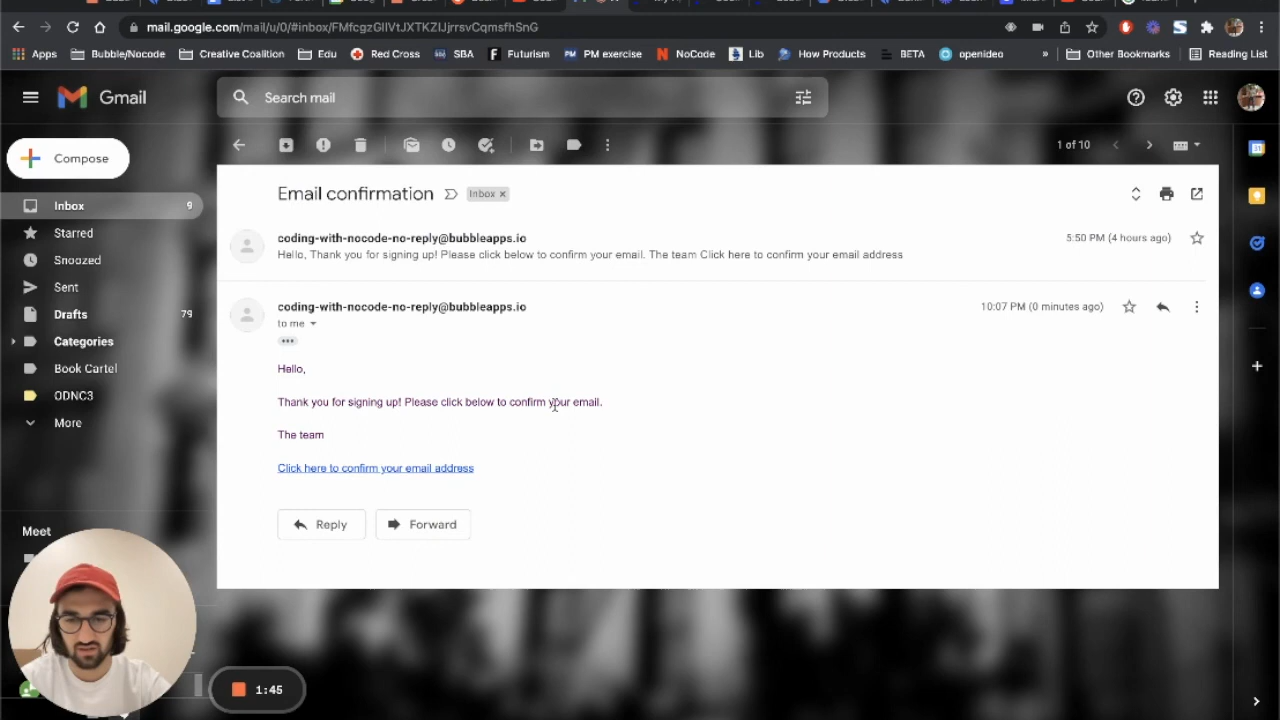 mail.google.com/mail/u/0/#inbox/FMfcgzGllVtJXTKZIJjrrsvCqmsfhSnG
Apps Bubble/Nocode Creative Coalition Edu Red Cross SBA Futurism PM exercise NoCode Lib How Products BETA openideo » Other Bookmarks Reading List
Gmail
Search mail
Compose
1 of 10
Inbox 9
Starred
Snoozed
Sent
Drafts 79
Categories
Book Cartel
ODNC3
More
Meet
Email confirmation Inbox ×
coding-with-nocode-no-reply@bubbleapps.io 5:50 PM (4 hours ago)
Hello, Thank you for signing up! Please click below to confirm your email. The team Click here to confirm your email address
coding-with-nocode-no-reply@bubbleapps.io 10:07 PM (0 minutes ago)
to me
Hello,
Thank you for signing up! Please click below to confirm your email.
The team
Click here to confirm your email address
Reply Forward
1:45